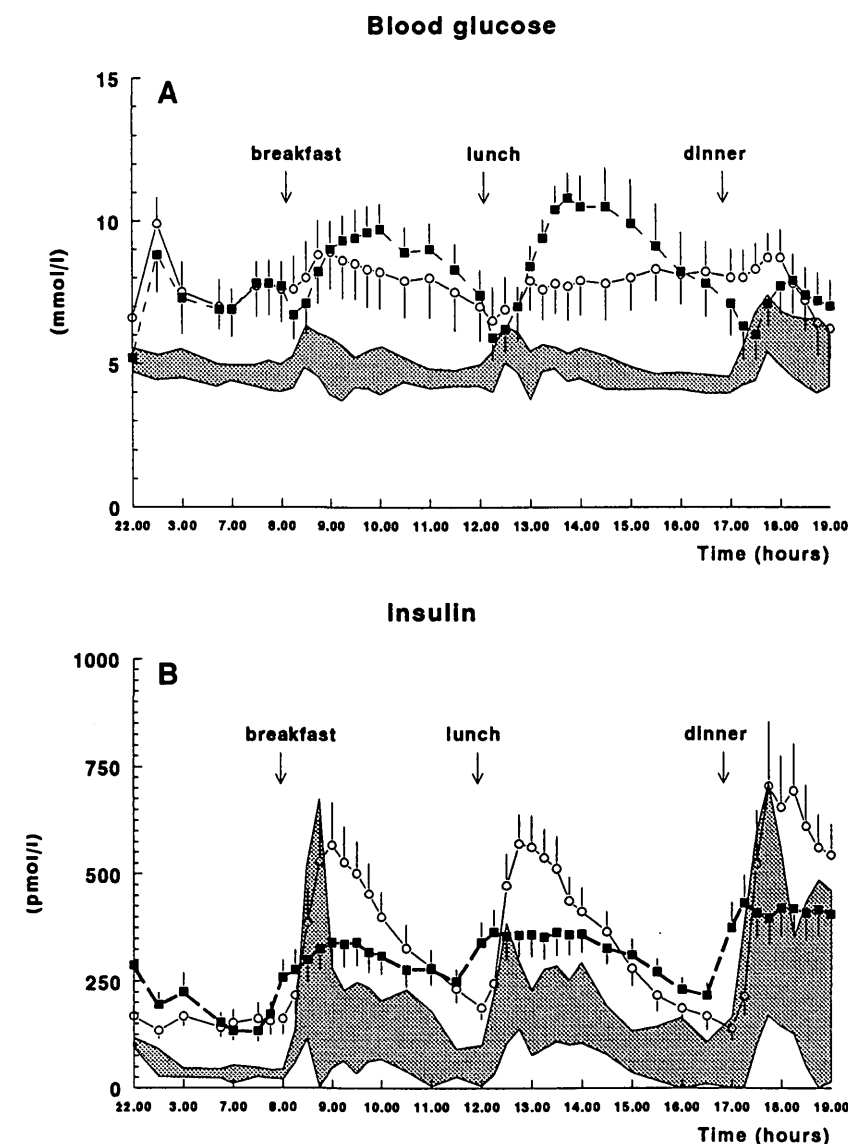 Blood glucose
15
A
breakfast
lunch
dinner
10
(mmol/l)
5
0
22.00 3.00 7.00 8.00 9.00 10.00 11.00 12.00 13.00 14.00 15.00 16.00 17.00 18.00 19.00
Time (hours)
Insulin
1000
B
breakfast
lunch
dinner
750
(pmol/l)
500
250
0
22.00 3.00 7.00 8.00 9.00 10.00 11.00 12.00 13.00 14.00 15.00 16.00 17.00 18.00 19.00
Time (hours)